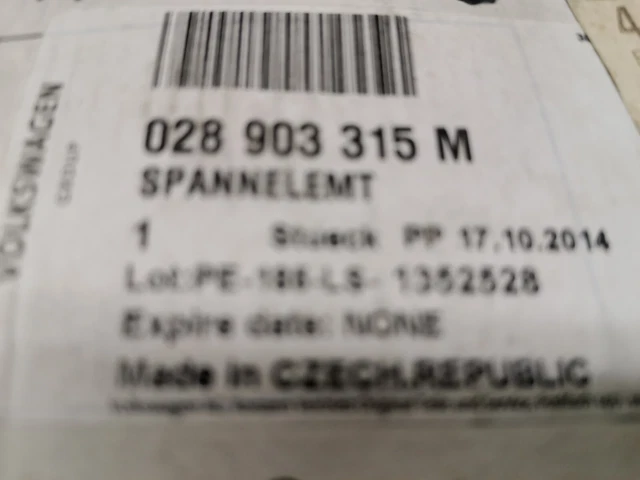 028 903 315 M
SPANNELEMT
1 Stueck PP 17.10.2014
Lot:PE-188-LS- 1352528
Expire date: NONE
Made in CZECH.REPUBLIC
VOLKSWAGEN